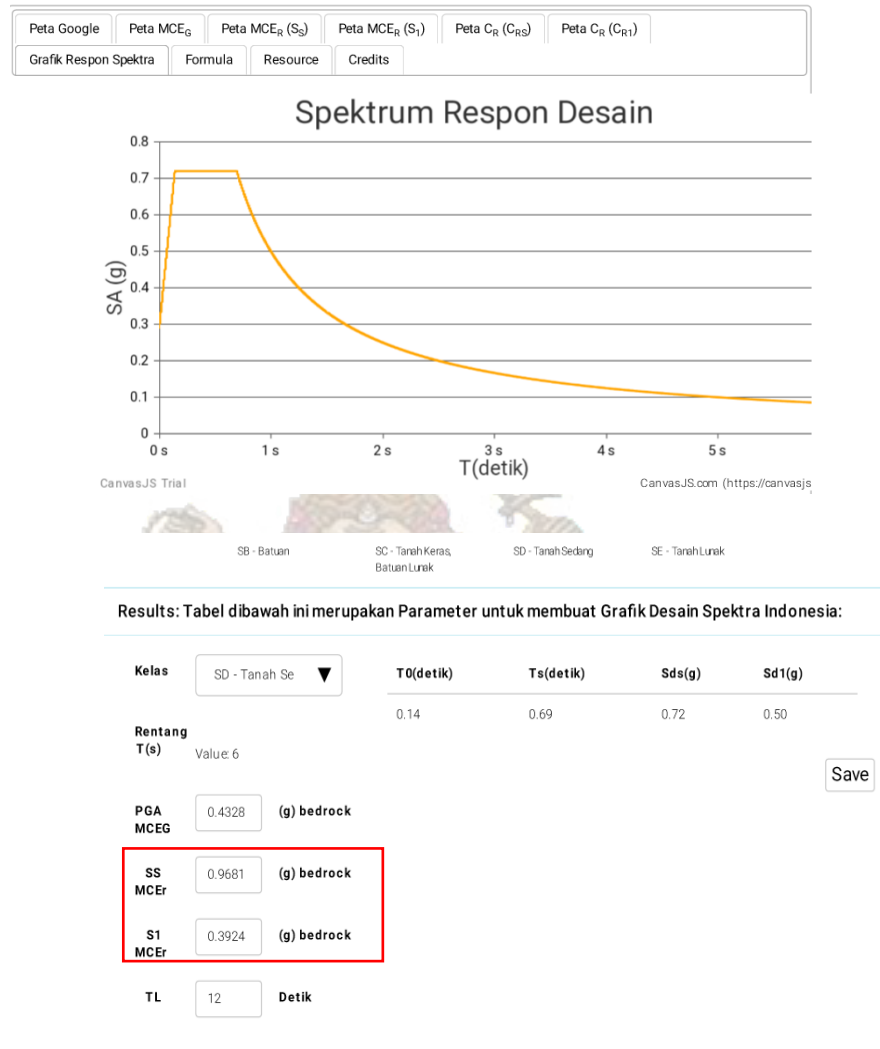 Peta Google Peta MCEG Peta MCER (SS) Peta MCER (S1) Peta CR (CRS) Peta CR (CR1)
Grafik Respon Spektra Formula Resource Credits
Spektrum Respon Desain
0.8
0.7
0.6
0.5
0.4
0.3
0.2
0.1
0
SA (g)
0 s 1 s 2 s 3 s 4 s 5 s
T(detik)
CanvasJS Trial CanvasJS.com (https://canvasjs
SB - Batuan SC - Tanah Keras, SD - Tanah Sedang SE - Tanah Lunak
Batuan Lunak
Results: Tabel dibawah ini merupakan Parameter untuk membuat Grafik Desain Spektra Indonesia:
Kelas SD - Tanah Se ▼ T0(detik) Ts(detik) Sds(g) Sd1(g)
0.14 0.69 0.72 0.50
Rentang
T(s) Value: 6
Save
PGA 0.4328 (g) bedrock
MCEG
SS 0.9681 (g) bedrock
MCEr
S1 0.3924 (g) bedrock
MCEr
TL 12 Detik